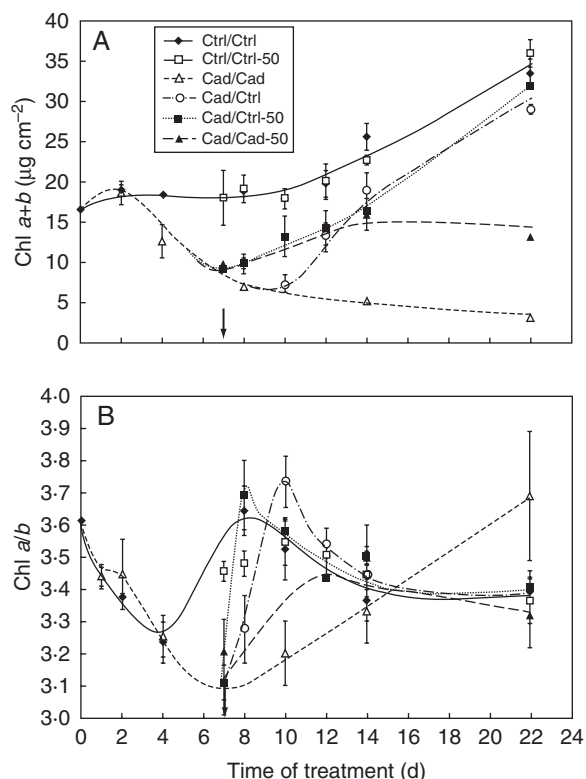 40
A
35
30
25
20
15
10
5
0
Chl a+b (µg cm−2)
Ctrl/Ctrl
Ctrl/Ctrl-50
Cad/Cad
Cad/Ctrl
Cad/Ctrl-50
Cad/Cad-50
4·0
B
3·9
3·8
3·7
3·6
3·5
3·4
3·3
3·2
3·1
3·0
Chl a/b
0 2 4 6 8 10 12 14 16 18 20 22 24
Time of treatment (d)